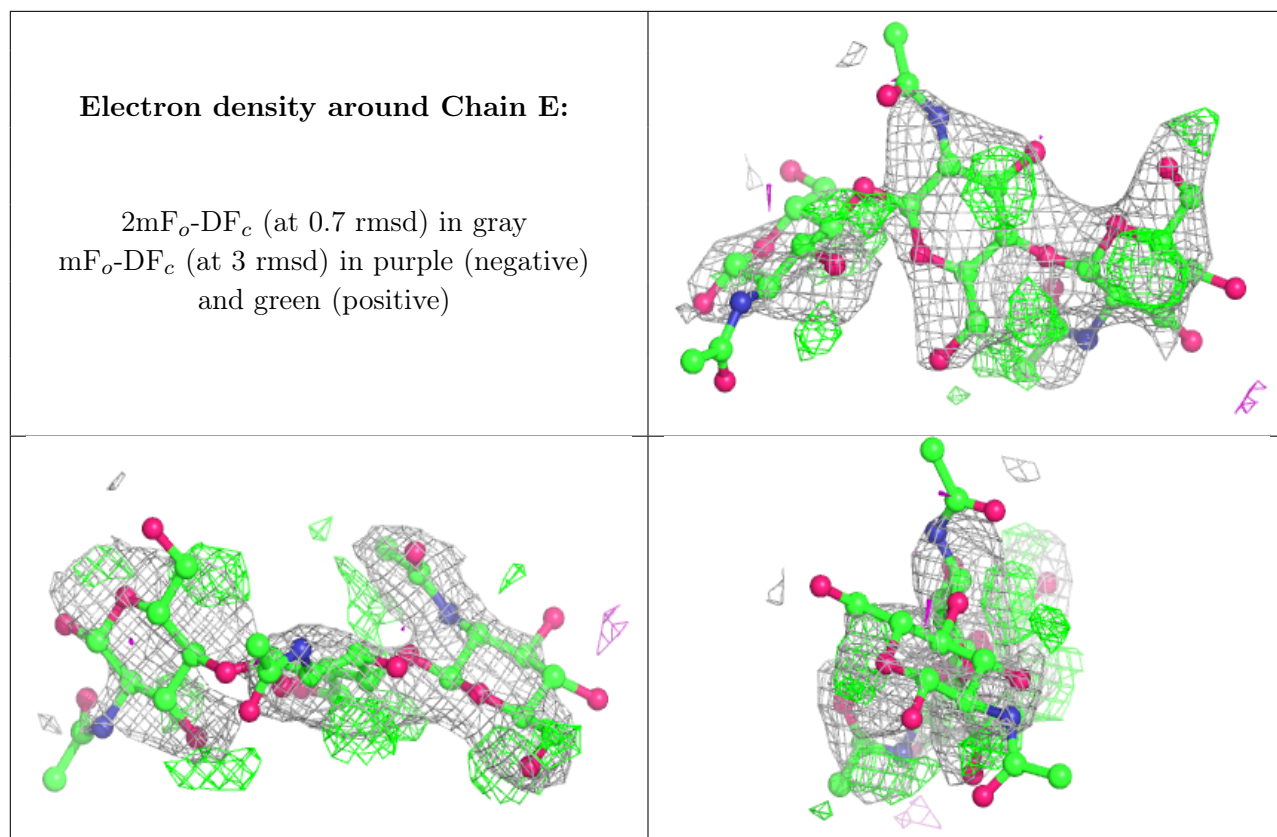 Electron density around Chain E:
2mFₒ-DF𝒸 (at 0.7 rmsd) in gray
mFₒ-DF𝒸 (at 3 rmsd) in purple (negative)
and green (positive)